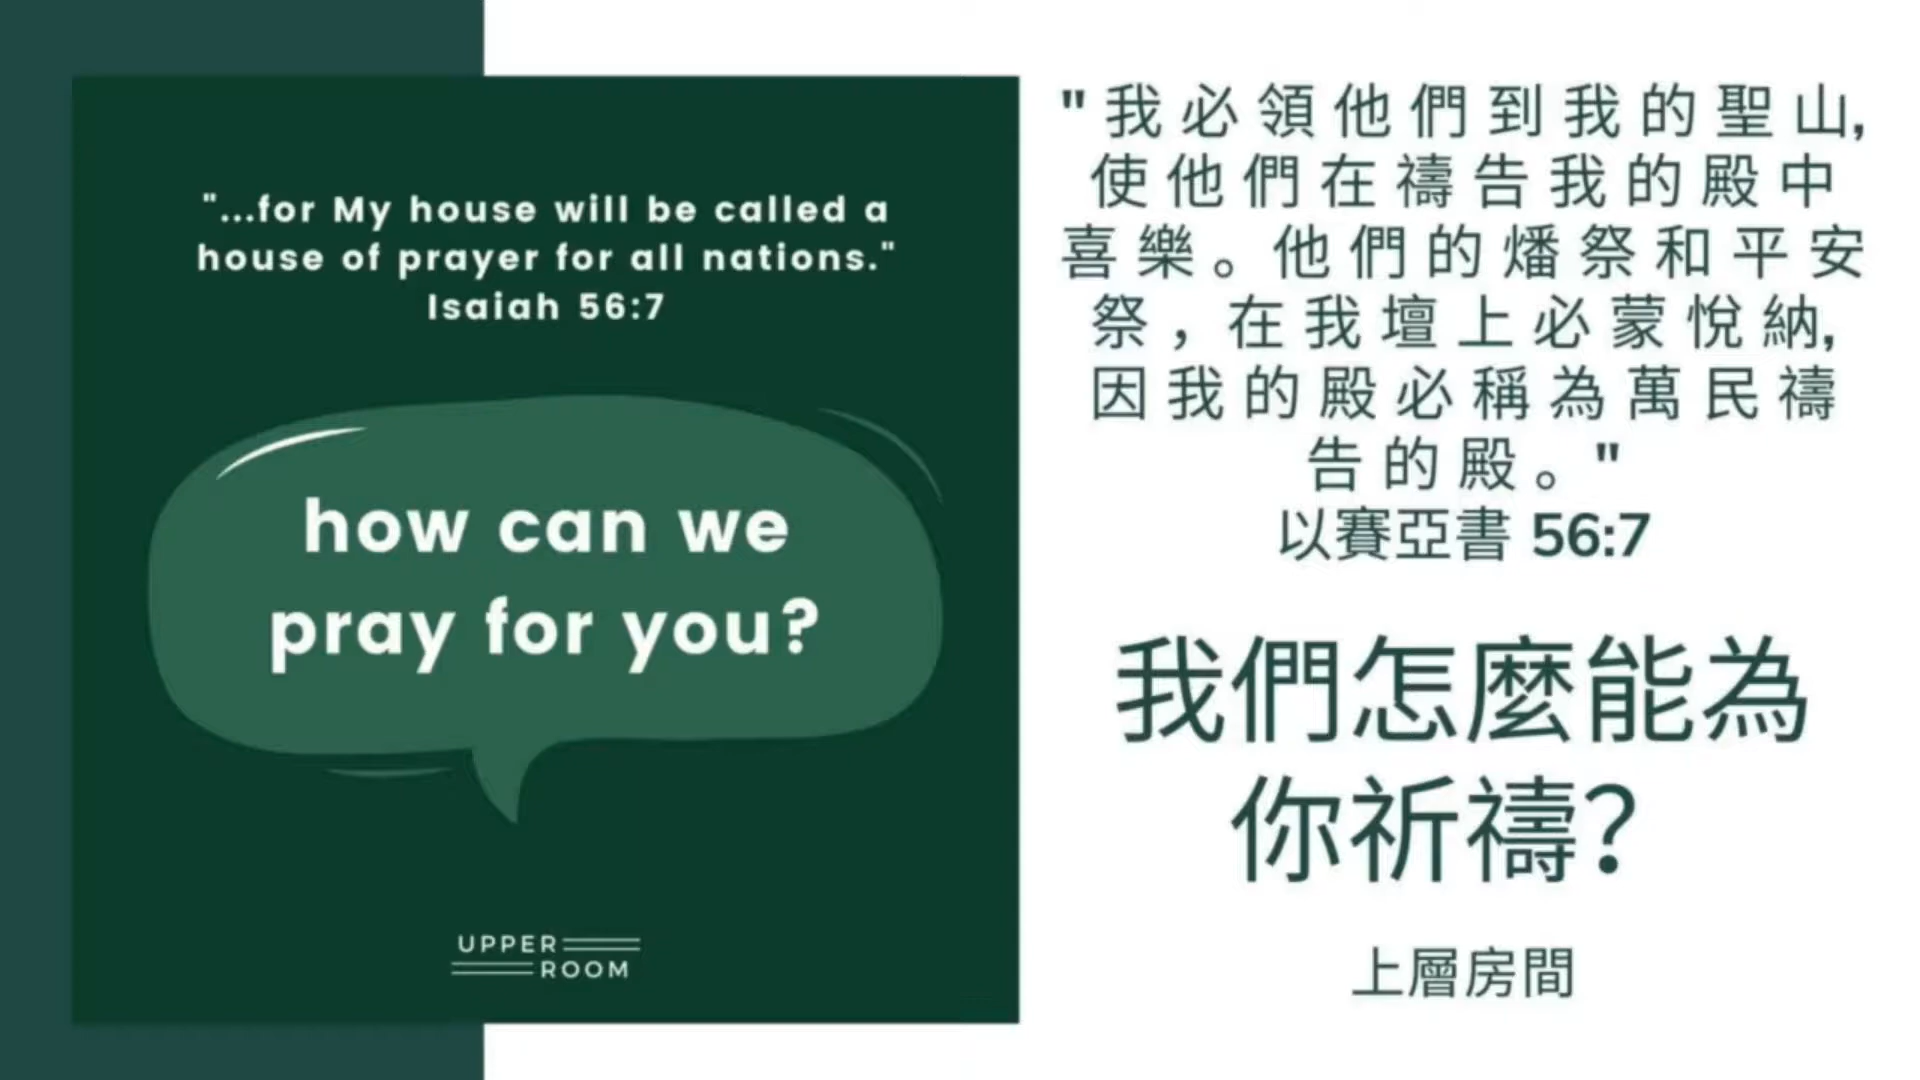 "...for My house will be called a
house of prayer for all nations."
Isaiah 56:7
how can we
pray for you?
UPPER
ROOM
"我必領他們到我的聖山,
使他們在禱告我的殿中
喜樂。他們的燔祭和平安
祭，在我壇上必蒙悅納,
因我的殿必稱為萬民禱
告的殿。"
以賽亞書 56:7
我們怎麼能為
你祈禱?
上層房間